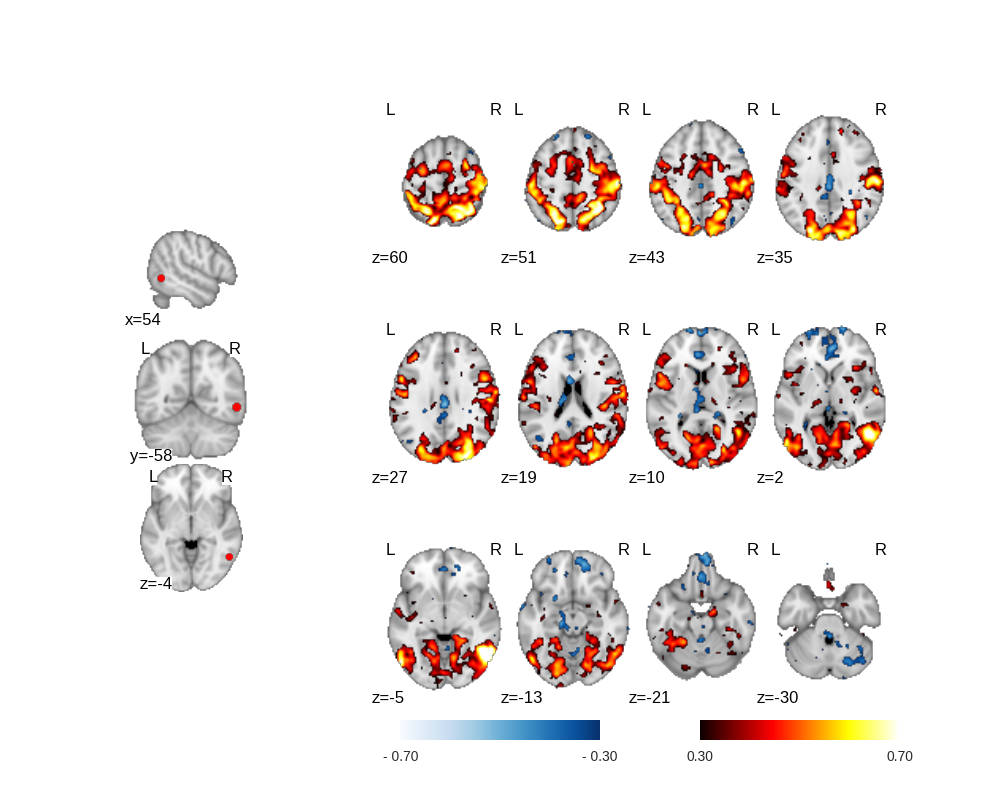 L R L R L R L R
z=60 z=51 z=43 z=35
x=54
L R
y=-58
L R
z=-4
L R L R L R L R
z=27 z=19 z=10 z=2
L R L R L R L R
z=-5 z=-13 z=-21 z=-30
- 0.70 - 0.30 0.30 0.70